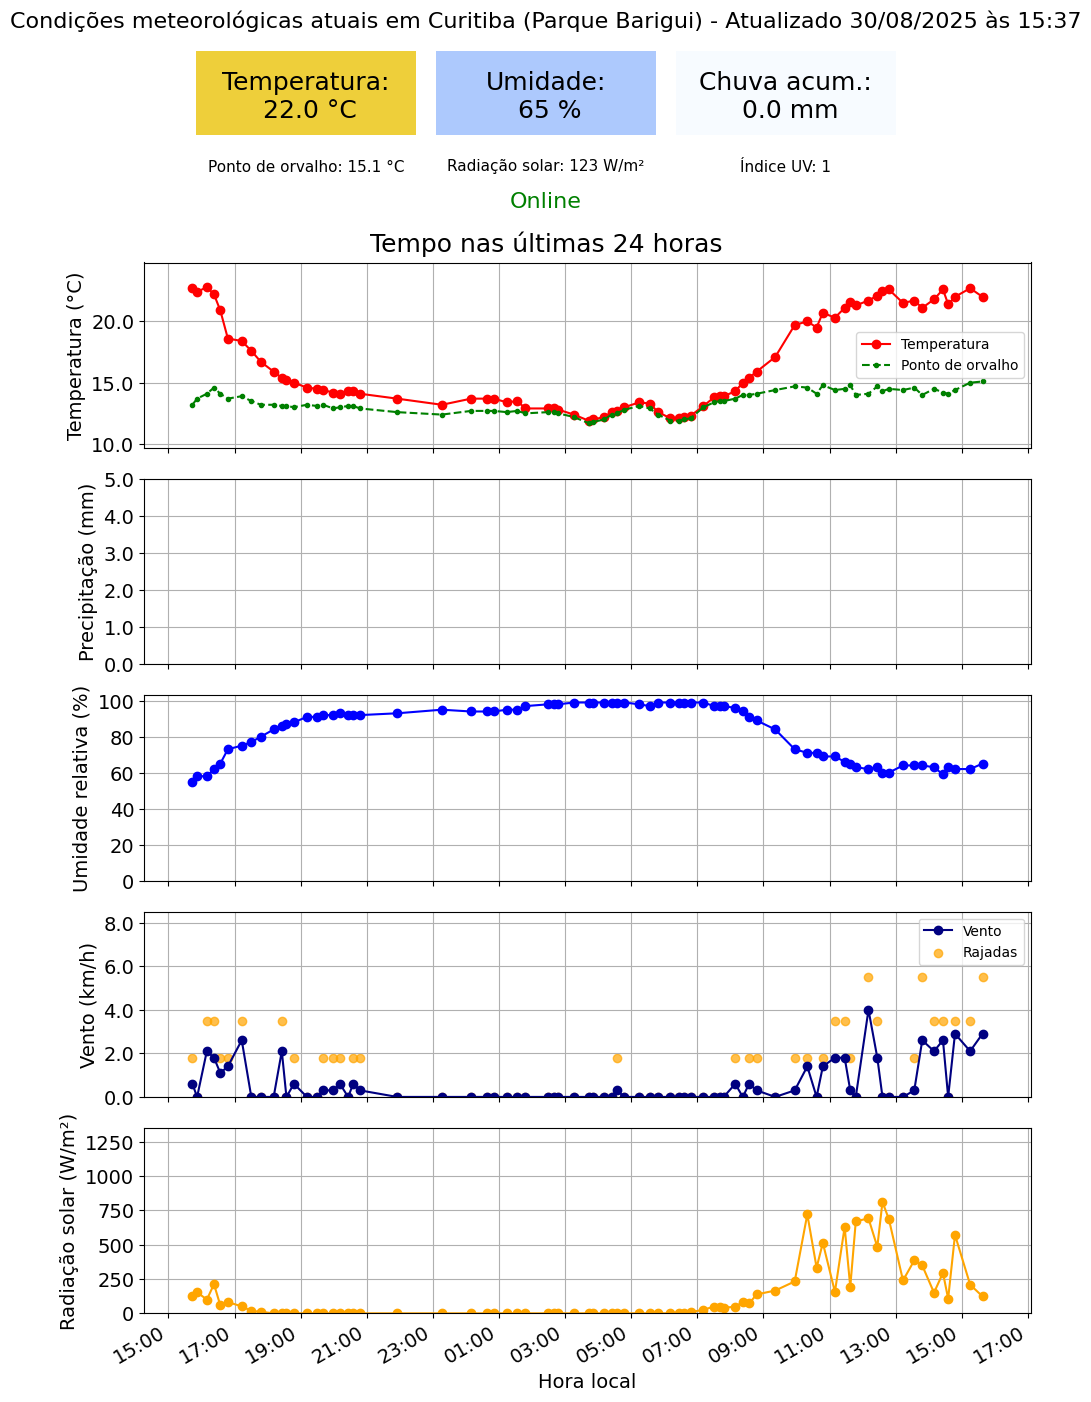 Condições meteorológicas atuais em Curitiba (Parque Barigui) - Atualizado 30/08/2025 às 15:37
Temperatura:
22.0 °C
Umidade:
65 %
Chuva acum.:
0.0 mm
Ponto de orvalho: 15.1 °C
Radiação solar: 123 W/m²
Índice UV: 1
Online
Tempo nas últimas 24 horas
Temperatura (°C)
20.0
15.0
10.0
Temperatura
Ponto de orvalho
Precipitação (mm)
5.0
4.0
3.0
2.0
1.0
0.0
Umidade relativa (%)
100
80
60
40
20
0
Vento (km/h)
8.0
6.0
4.0
2.0
0.0
Vento
Rajadas
Radiação solar (W/m²)
1250
1000
750
500
250
0
15:00
17:00
19:00
21:00
23:00
01:00
03:00
05:00
07:00
09:00
11:00
13:00
15:00
17:00
Hora local